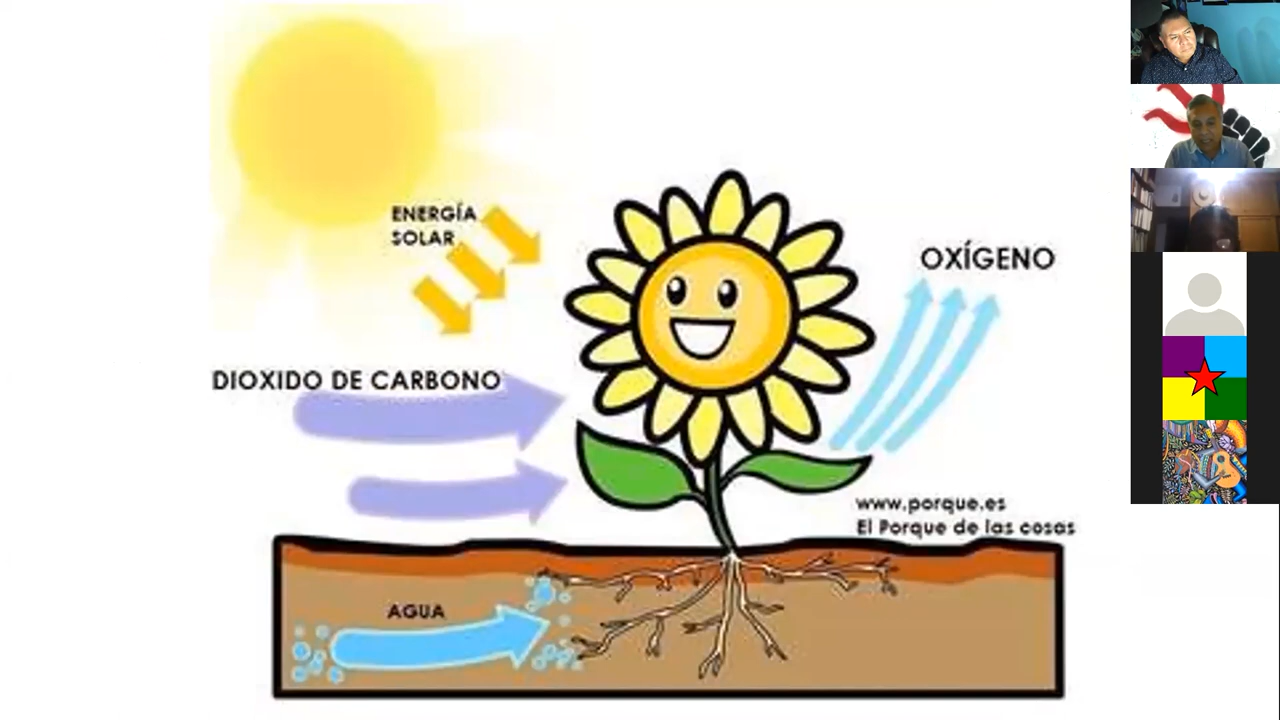 ENERGÍA
SOLAR
OXÍGENO
DIOXIDO DE CARBONO
www.porque.es
El Porque de las cosas
AGUA